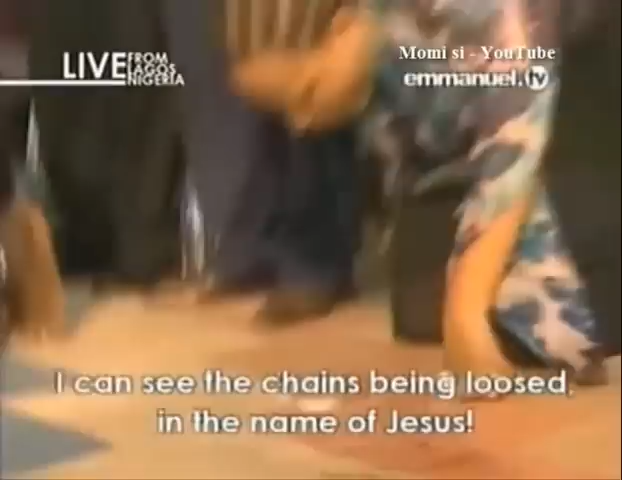 LIVE FROM LAGOS NIGERIA
Momi si - YouTube
emmanuel.tv
I can see the chains being loosed,
in the name of Jesus!